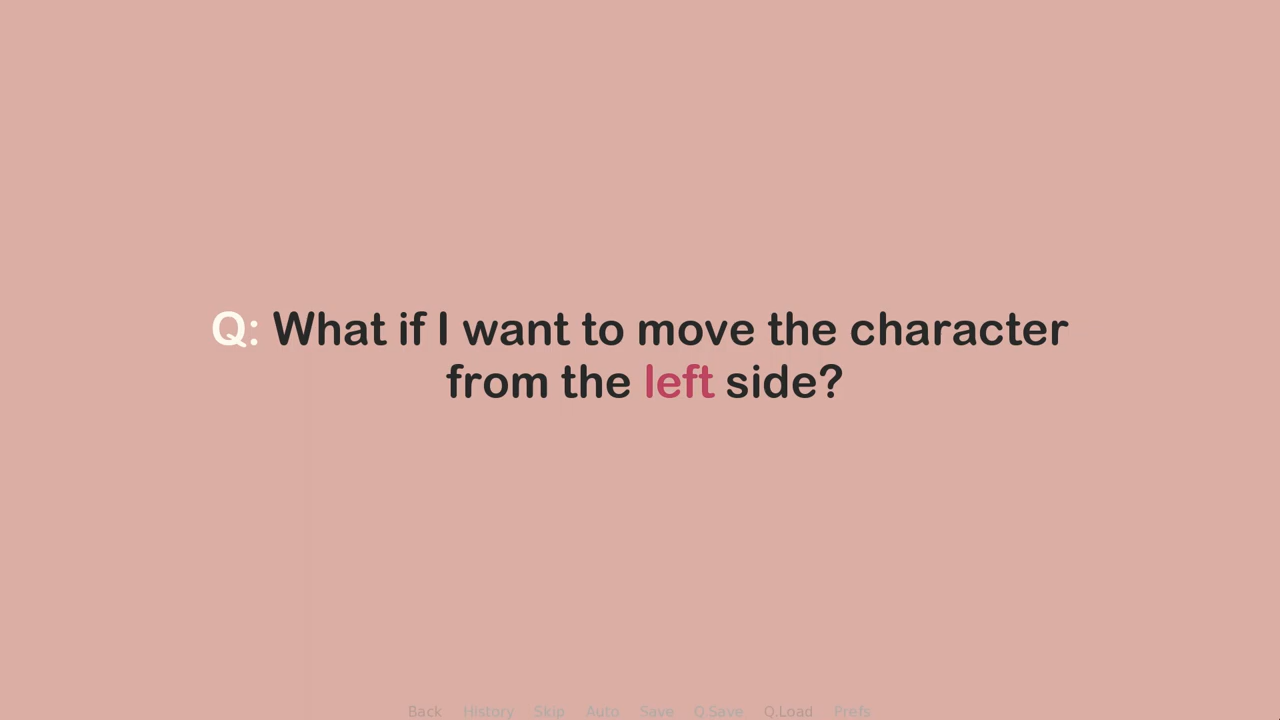 Q: What if I want to move the character
from the left side?
Back History Skip Auto Save Q.Save Q.Load Prefs